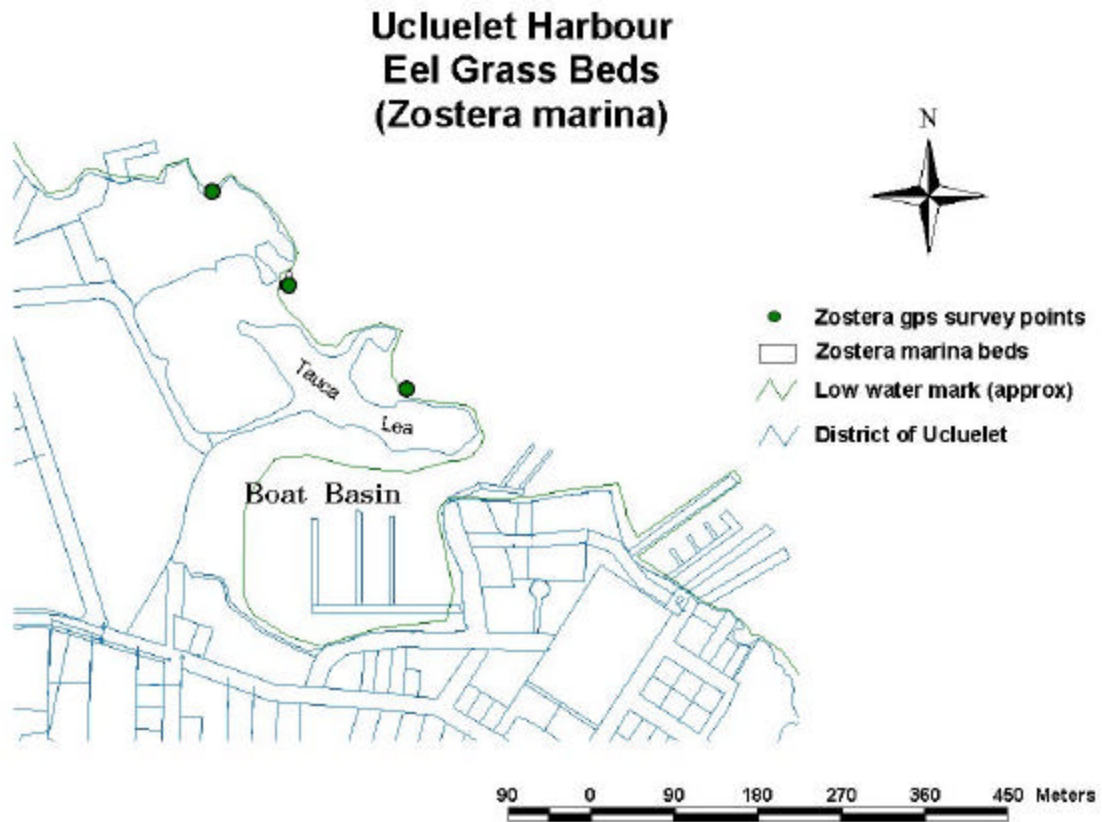 Ucluelet Harbour
Eel Grass Beds
(Zostera marina)
N
Zostera gps survey points
Zostera marina beds
Low water mark (approx)
District of Ucluelet
Tauca
Lea
Boat Basin
90 0 90 180 270 360 450 Meters